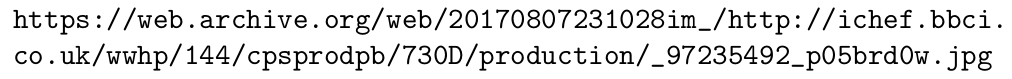 https://web.archive.org/web/20170807231028im_/http://ichef.bbci.
co.uk/wwhp/144/cpsprodpb/730D/production/_97235492_p05brd0w.jpg